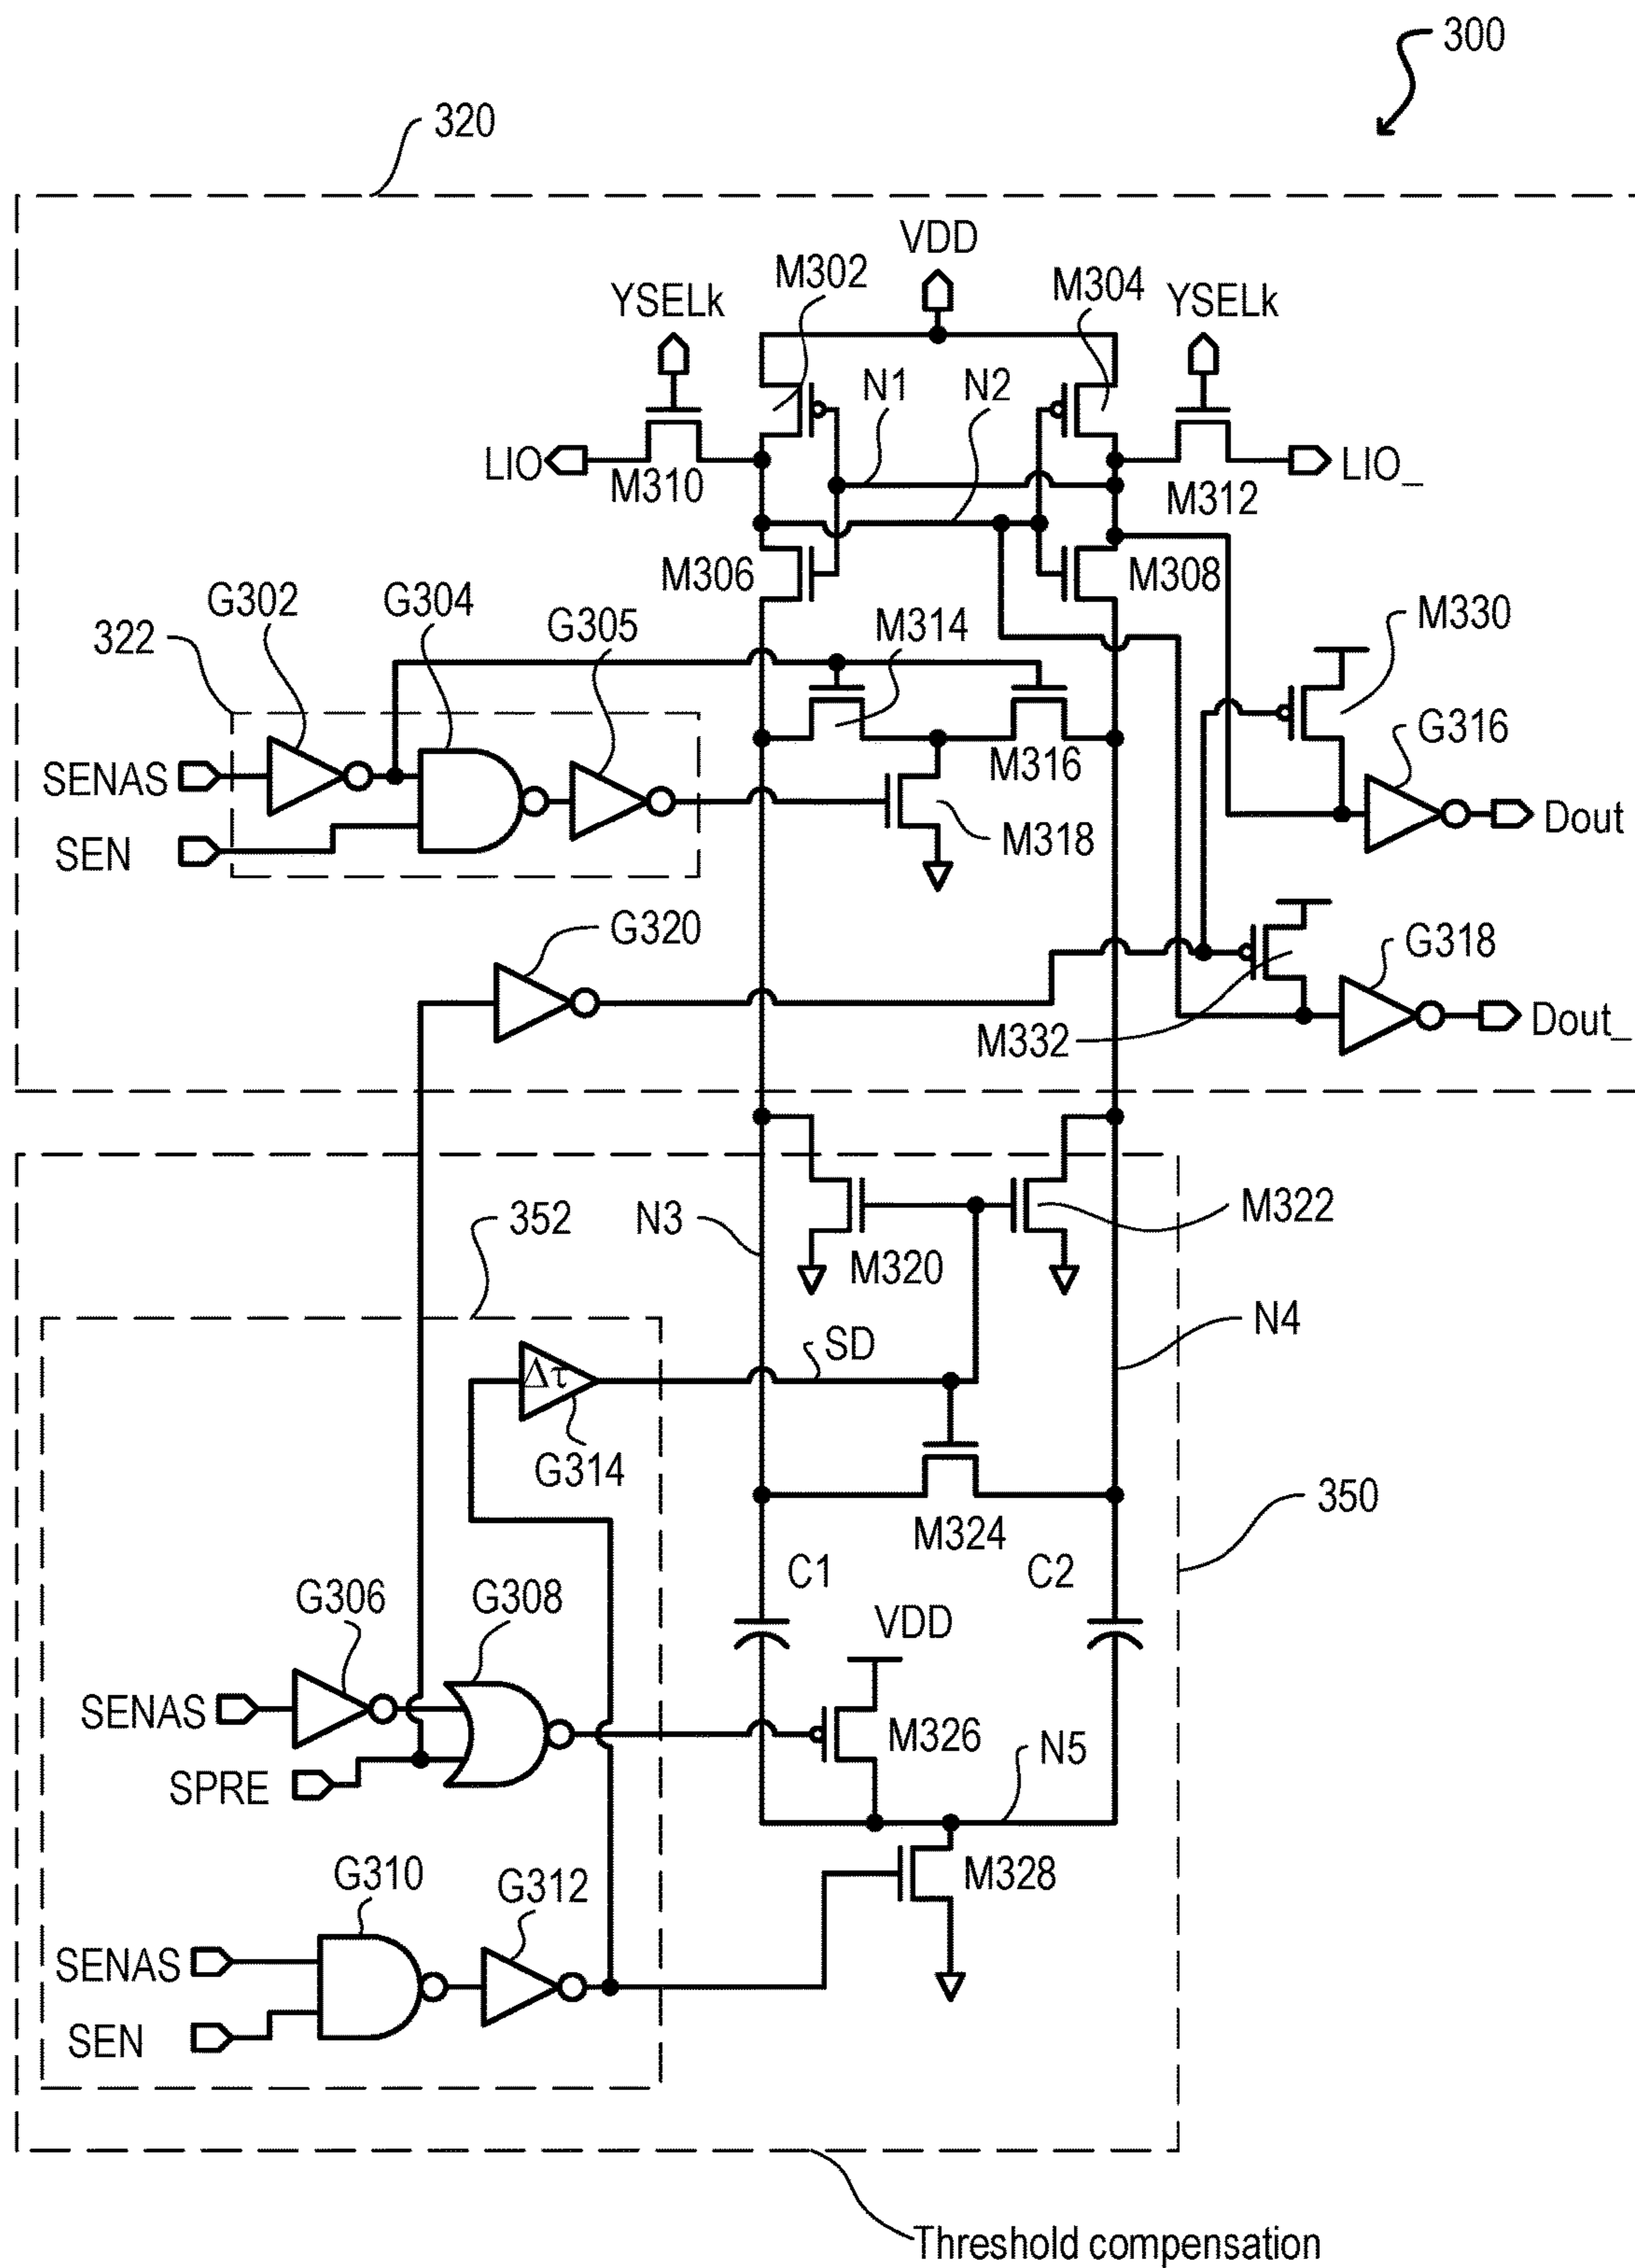 300
320
VDD
M302
M304
YSELk
YSELk
N1
N2
LIO
LIO_
M310
M312
M306
M308
G302
G304
G305
M314
M330
322
G316
M316
SENAS
Dout
SEN
M318
G320
G318
M332
Dout_
352
N3
M322
M320
N4
SD
Δτ
G314
350
M324
C1
C2
G306
G308
VDD
SENAS
M326
N5
SPRE
G310
G312
M328
SENAS
SEN
Threshold compensation